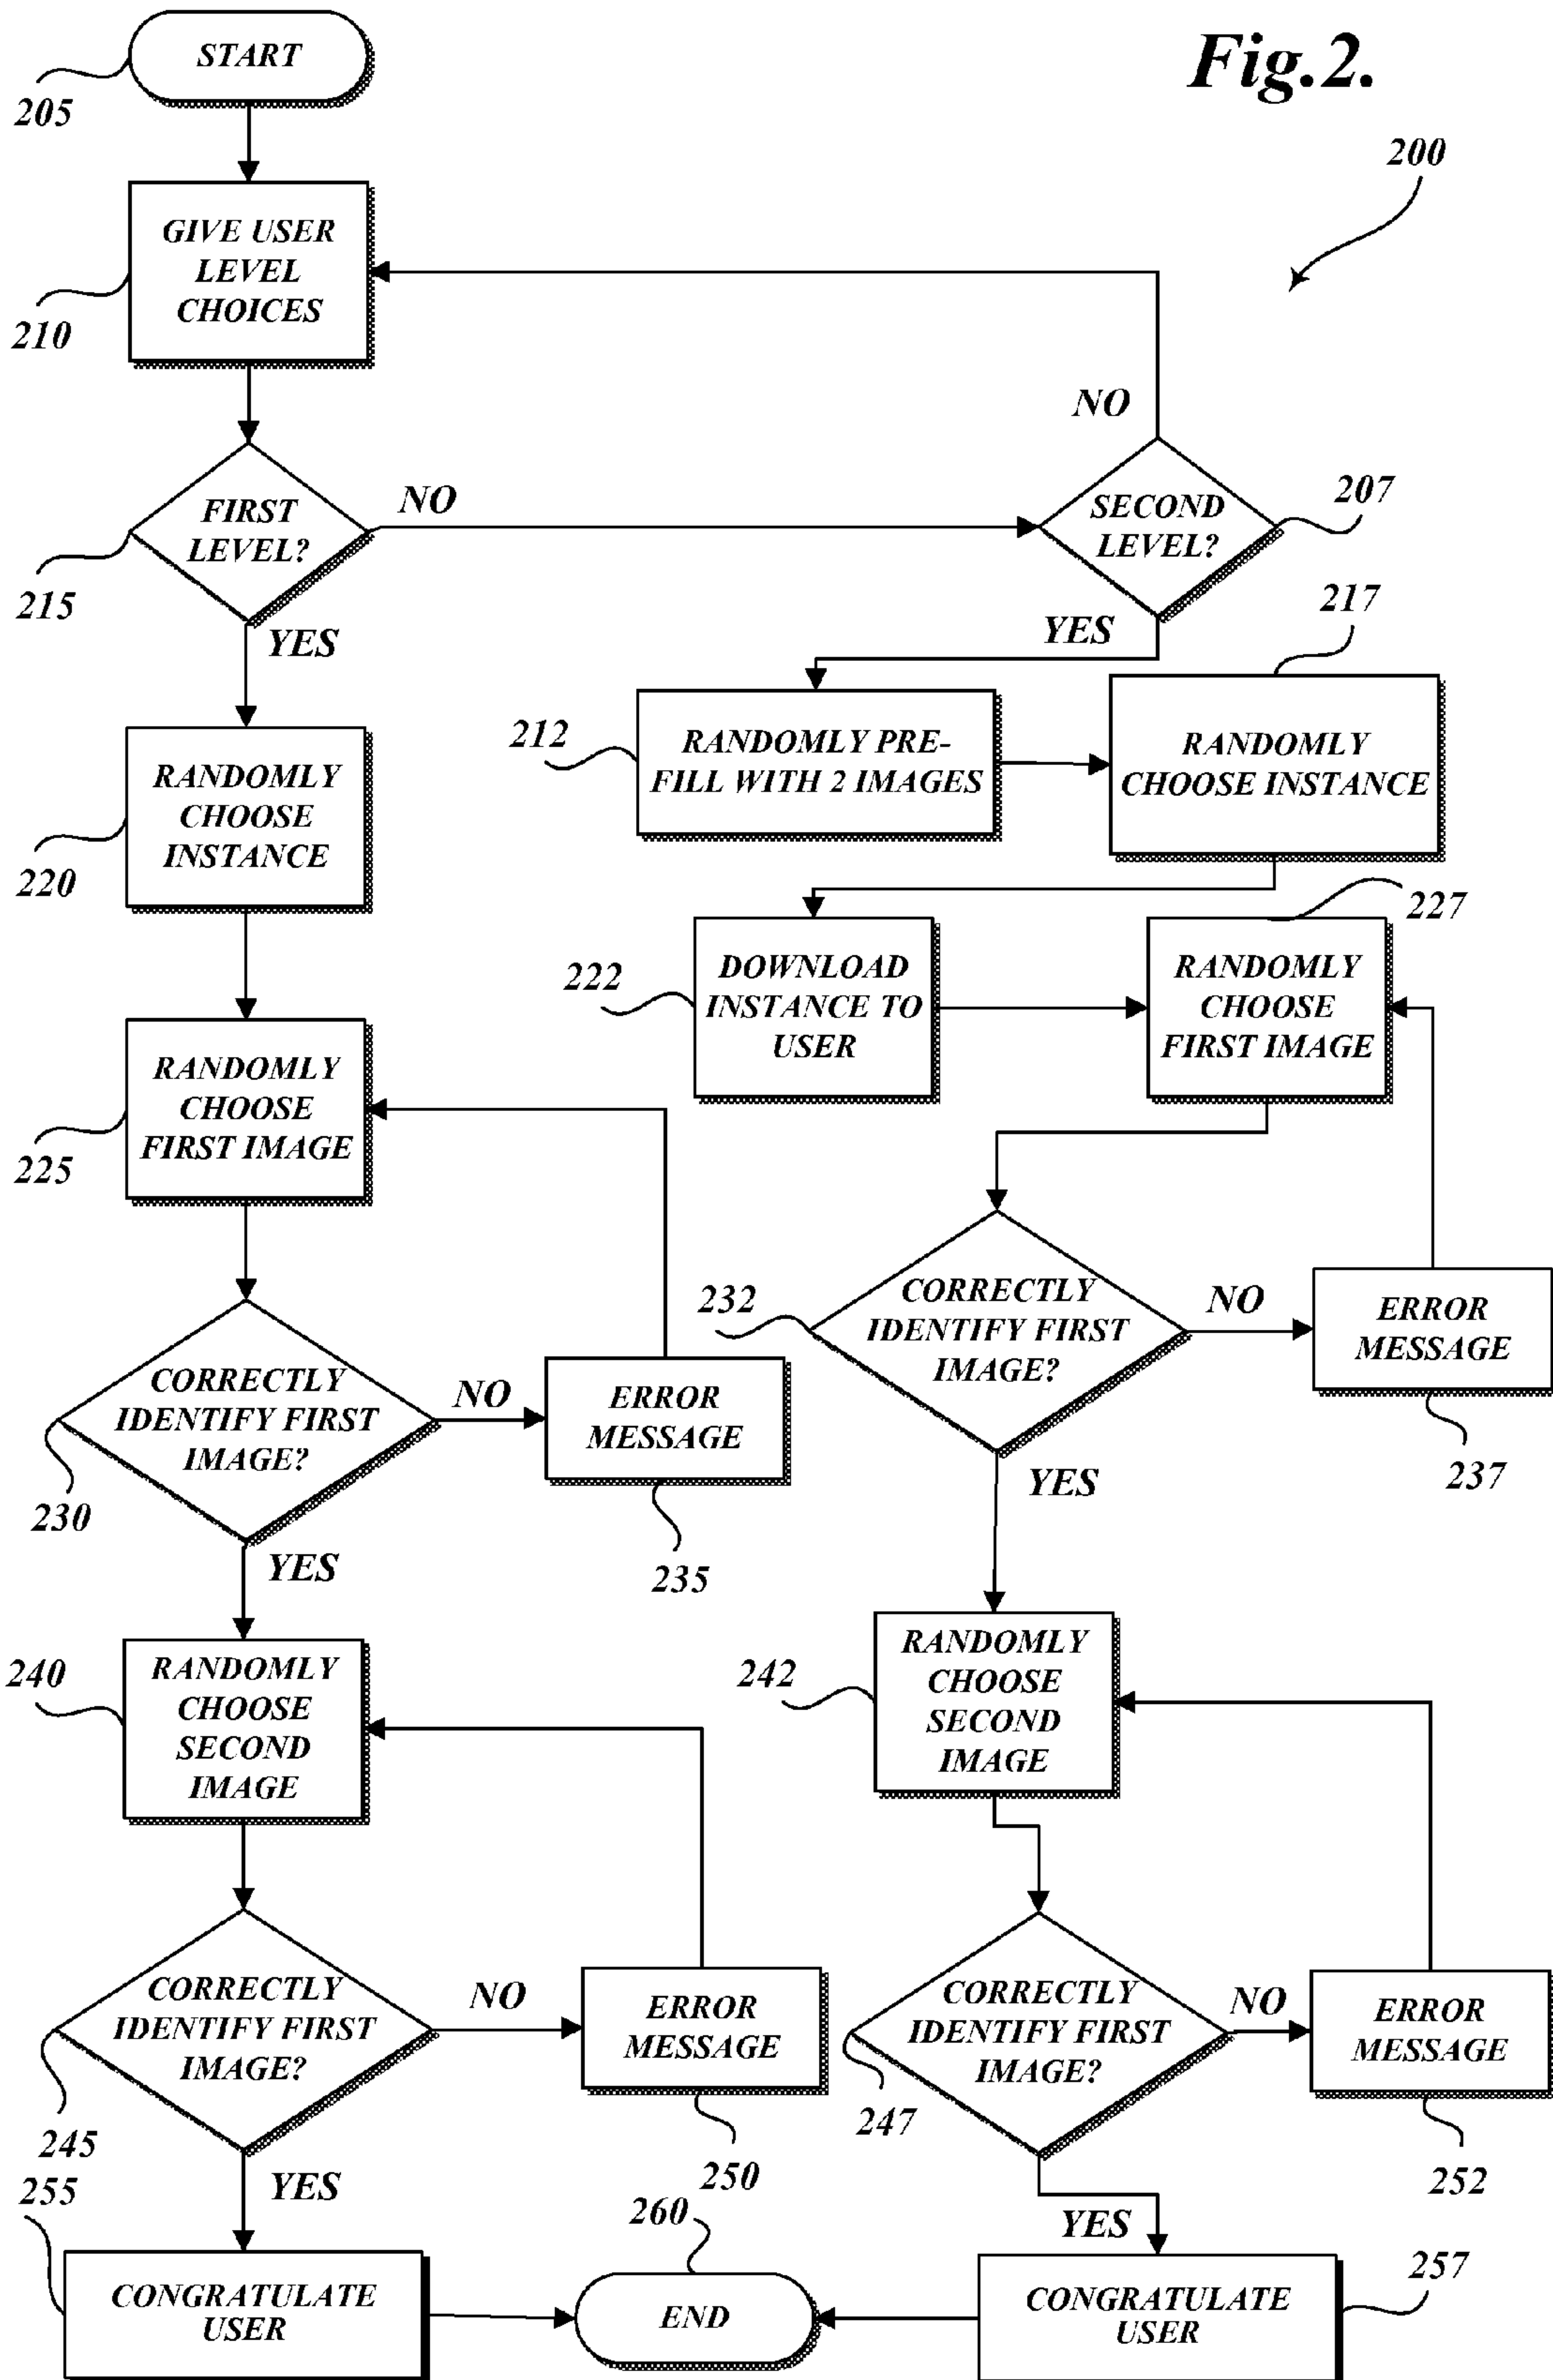 START
Fig.2.
205
200
GIVE USER
LEVEL
CHOICES
210
NO
FIRST
LEVEL?
NO
SECOND
LEVEL?
207
215
YES
YES
217
212
RANDOMLY PRE-
FILL WITH 2 IMAGES
RANDOMLY
CHOOSE INSTANCE
RANDOMLY
CHOOSE
INSTANCE
220
227
222
DOWNLOAD
INSTANCE TO
USER
RANDOMLY
CHOOSE
FIRST IMAGE
RANDOMLY
CHOOSE
FIRST IMAGE
225
232
CORRECTLY
IDENTIFY FIRST
IMAGE?
NO
ERROR
MESSAGE
237
YES
CORRECTLY
IDENTIFY FIRST
IMAGE?
NO
ERROR
MESSAGE
230
235
YES
240
RANDOMLY
CHOOSE
SECOND
IMAGE
242
RANDOMLY
CHOOSE
SECOND
IMAGE
CORRECTLY
IDENTIFY FIRST
IMAGE?
NO
ERROR
MESSAGE
245
250
YES
CORRECTLY
IDENTIFY FIRST
IMAGE?
NO
ERROR
MESSAGE
247
252
YES
255
CONGRATULATE
USER
260
END
CONGRATULATE
USER
257